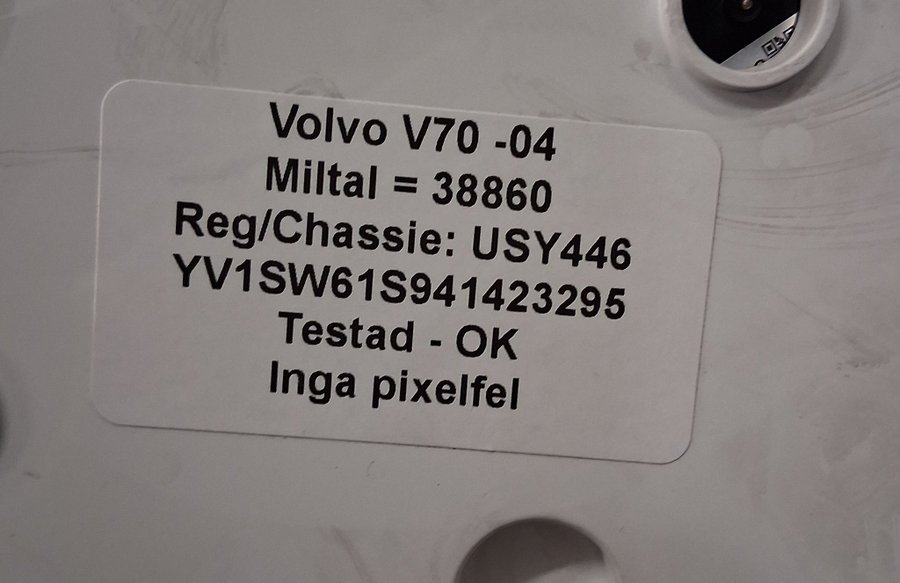 Volvo V70 -04
Miltal = 38860
Reg/Chassie: USY446
YV1SW61S941423295
Testad - OK
Inga pixelfel